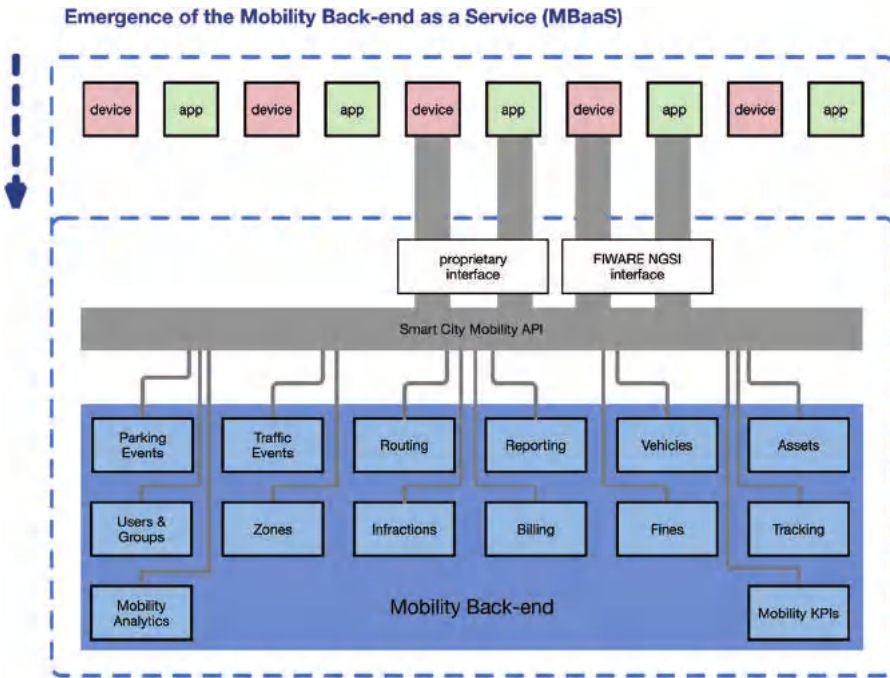 Emergence of the Mobility Back-end as a Service (MBaaS)
device app device app device app device app device app
proprietary
interface
FIWARE NGSI
interface
Smart City Mobility API
Parking
Events
Traffic
Events
Routing
Reporting
Vehicles
Assets
Users &
Groups
Zones
Infractions
Billing
Fines
Tracking
Mobility
Analytics
Mobility Back-end
Mobility KPIs